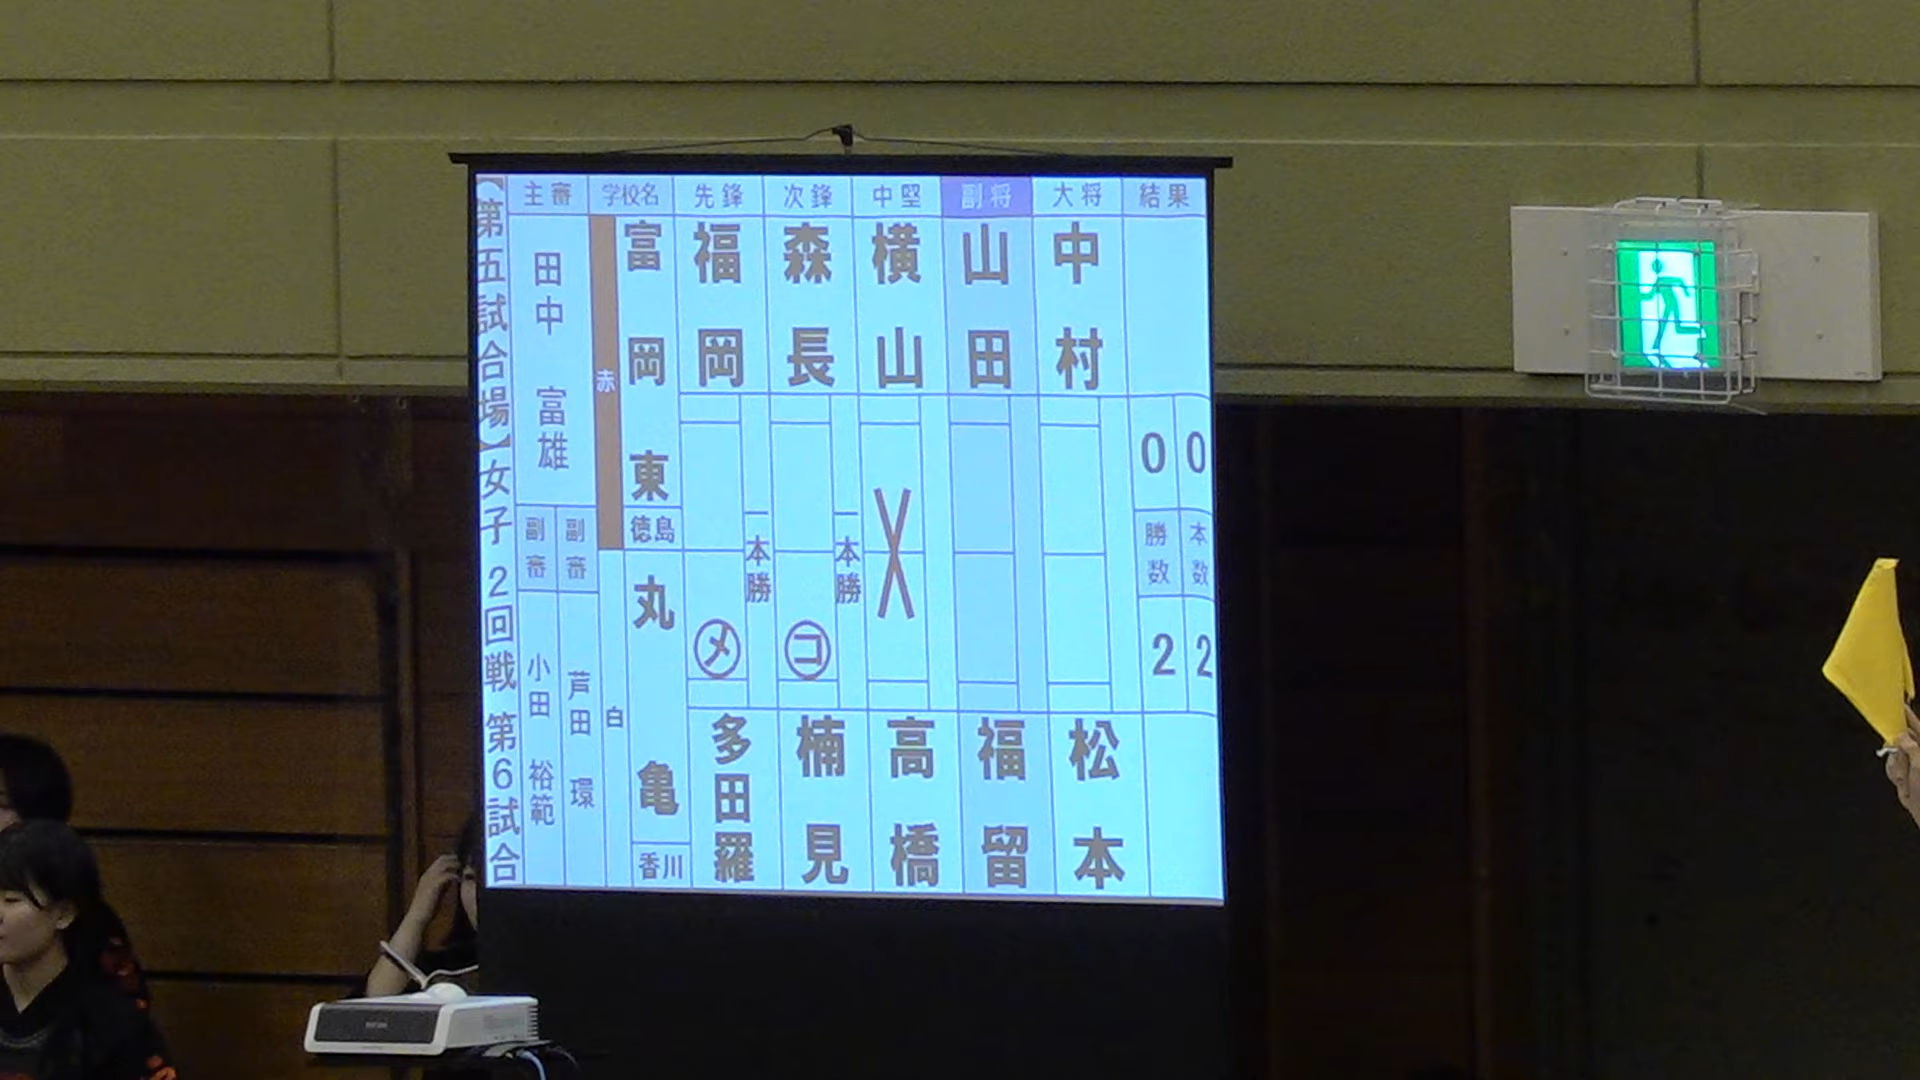 【第五試合場】女子 2回戦 第6試合
主審
田中 富雄
副審
小田 裕範
副審
芦田 環
学校名
赤
富岡東
徳島
白
丸亀
香川
先鋒
福岡
一本勝
メ
多田羅
次鋒
森長
一本勝
コ
楠見
中堅
横山
高橋
副将
山田
福留
大将
中村
松本
結果
0 0
勝数 本数
2 2